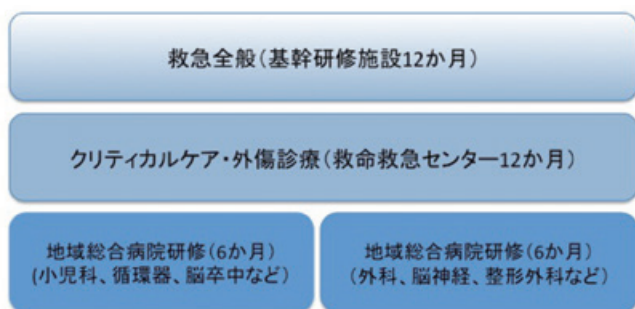 救急全般（基幹研修施設12か月）
クリティカルケア・外傷診療（救命救急センター12か月）
地域総合病院研修（6か月）
(小児科、循環器、脳卒中など）
地域総合病院研修（6か月）
（外科、脳神経、整形外科など）